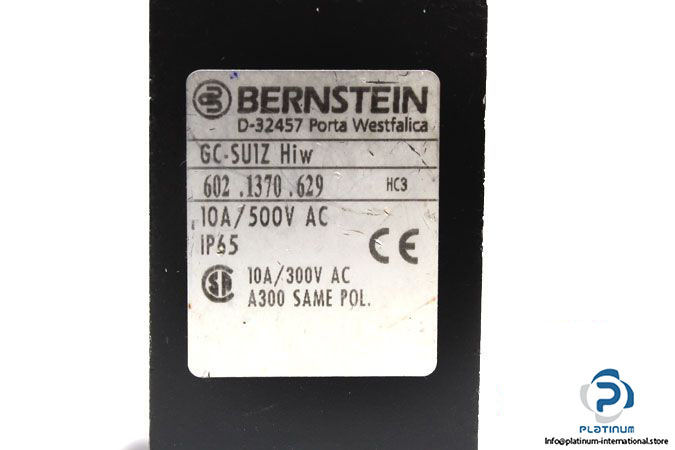 BERNSTEIN
D-32457 Porta Westfalica
GC-SU1Z Hiw
602.1370.629 HC3
10A/500V AC
IP65 CE
10A/300V AC
A300 SAME POL.
PLATINUM
Info@platinum-international.store